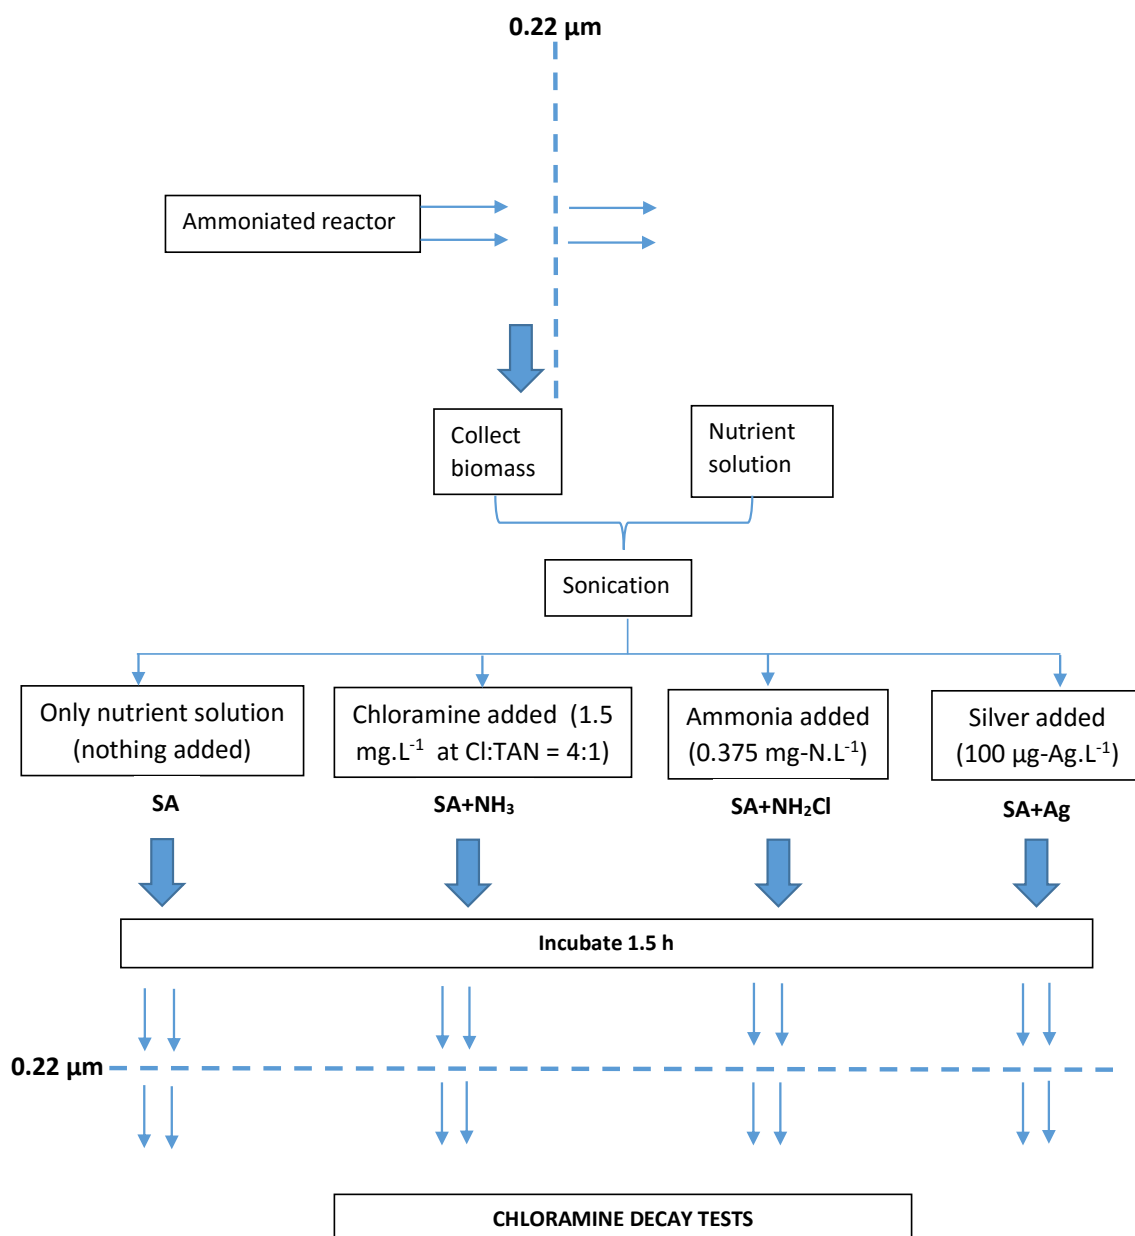 0.22 µm
Ammoniated reactor
Collect
biomass
Nutrient
solution
Sonication
Only nutrient solution
(nothing added)
Chloramine added (1.5
mg.L⁻¹ at Cl:TAN = 4:1)
Ammonia added
(0.375 mg-N.L⁻¹)
Silver added
(100 µg-Ag.L⁻¹)
SA
SA+NH₃
SA+NH₂Cl
SA+Ag
Incubate 1.5 h
0.22 µm
CHLORAMINE DECAY TESTS